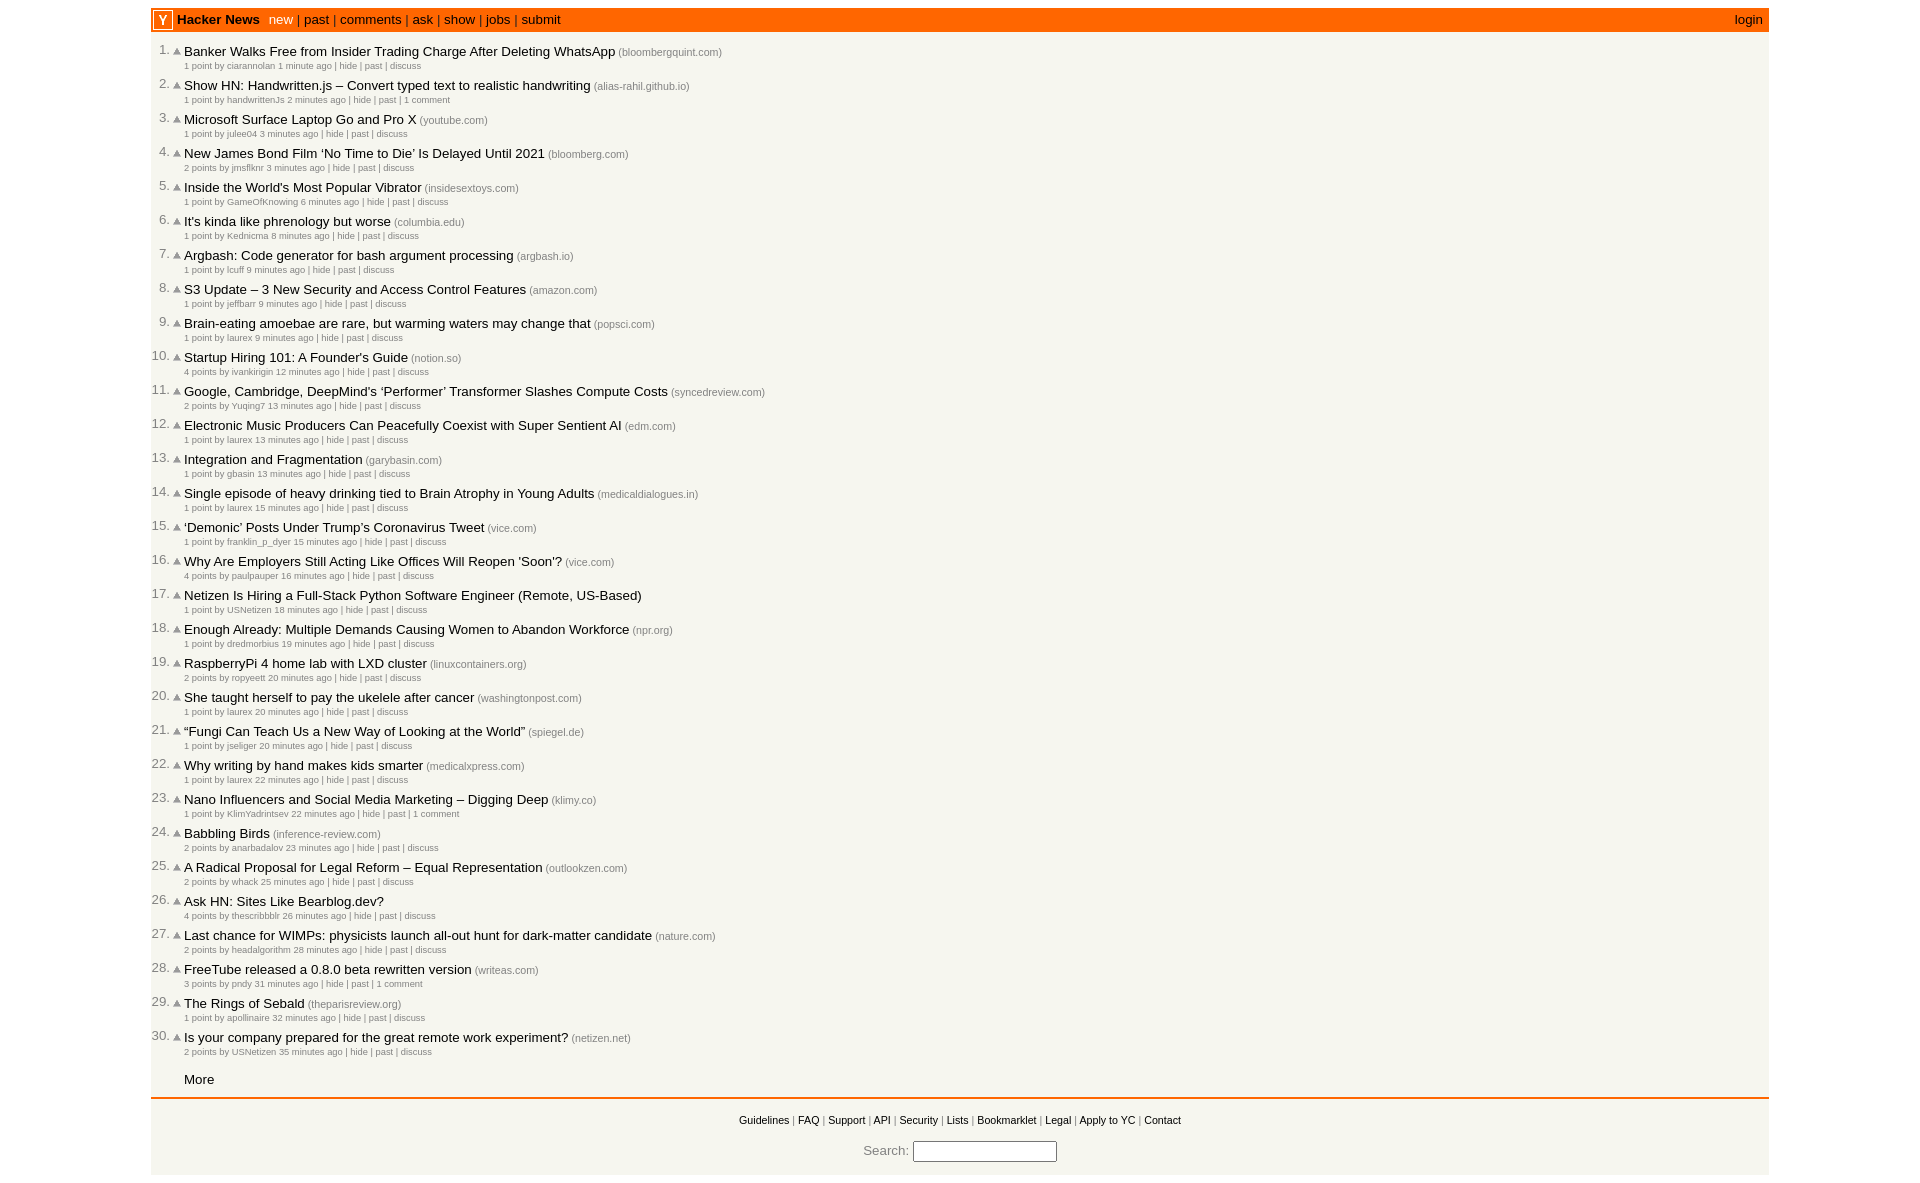 Y Hacker News new | past | comments | ask | show | jobs | submit login
1. Banker Walks Free from Insider Trading Charge After Deleting WhatsApp (bloombergquint.com)
1 point by ciarannolan 1 minute ago | hide | past | discuss
2. Show HN: Handwritten.js – Convert typed text to realistic handwriting (alias-rahil.github.io)
1 point by handwrittenJs 2 minutes ago | hide | past | 1 comment
3. Microsoft Surface Laptop Go and Pro X (youtube.com)
1 point by julee04 3 minutes ago | hide | past | discuss
4. New James Bond Film ‘No Time to Die’ Is Delayed Until 2021 (bloomberg.com)
2 points by jmsflknr 3 minutes ago | hide | past | discuss
5. Inside the World's Most Popular Vibrator (insidesextoys.com)
1 point by GameOfKnowing 6 minutes ago | hide | past | discuss
6. It's kinda like phrenology but worse (columbia.edu)
1 point by Kednicma 8 minutes ago | hide | past | discuss
7. Argbash: Code generator for bash argument processing (argbash.io)
1 point by lcuff 9 minutes ago | hide | past | discuss
8. S3 Update – 3 New Security and Access Control Features (amazon.com)
1 point by jeffbarr 9 minutes ago | hide | past | discuss
9. Brain-eating amoebae are rare, but warming waters may change that (popsci.com)
1 point by laurex 9 minutes ago | hide | past | discuss
10. Startup Hiring 101: A Founder's Guide (notion.so)
4 points by ivankirigin 12 minutes ago | hide | past | discuss
11. Google, Cambridge, DeepMind's ‘Performer’ Transformer Slashes Compute Costs (syncedreview.com)
2 points by Yuqing7 13 minutes ago | hide | past | discuss
12. Electronic Music Producers Can Peacefully Coexist with Super Sentient AI (edm.com)
1 point by laurex 13 minutes ago | hide | past | discuss
13. Integration and Fragmentation (garybasin.com)
1 point by gbasin 13 minutes ago | hide | past | discuss
14. Single episode of heavy drinking tied to Brain Atrophy in Young Adults (medicaldialogues.in)
1 point by laurex 15 minutes ago | hide | past | discuss
15. ‘Demonic’ Posts Under Trump’s Coronavirus Tweet (vice.com)
1 point by franklin_p_dyer 15 minutes ago | hide | past | discuss
16. Why Are Employers Still Acting Like Offices Will Reopen 'Soon'? (vice.com)
4 points by paulpauper 16 minutes ago | hide | past | discuss
17. Netizen Is Hiring a Full-Stack Python Software Engineer (Remote, US-Based)
1 point by USNetizen 18 minutes ago | hide | past | discuss
18. Enough Already: Multiple Demands Causing Women to Abandon Workforce (npr.org)
1 point by dredmorbius 19 minutes ago | hide | past | discuss
19. RaspberryPi 4 home lab with LXD cluster (linuxcontainers.org)
2 points by ropyeett 20 minutes ago | hide | past | discuss
20. She taught herself to pay the ukelele after cancer (washingtonpost.com)
1 point by laurex 20 minutes ago | hide | past | discuss
21. “Fungi Can Teach Us a New Way of Looking at the World” (spiegel.de)
1 point by jseliger 20 minutes ago | hide | past | discuss
22. Why writing by hand makes kids smarter (medicalxpress.com)
1 point by laurex 22 minutes ago | hide | past | discuss
23. Nano Influencers and Social Media Marketing – Digging Deep (klimy.co)
1 point by KlimYadrintsev 22 minutes ago | hide | past | 1 comment
24. Babbling Birds (inference-review.com)
2 points by anarbadalov 23 minutes ago | hide | past | discuss
25. A Radical Proposal for Legal Reform – Equal Representation (outlookzen.com)
2 points by whack 25 minutes ago | hide | past | discuss
26. Ask HN: Sites Like Bearblog.dev?
4 points by thescribbblr 26 minutes ago | hide | past | discuss
27. Last chance for WIMPs: physicists launch all-out hunt for dark-matter candidate (nature.com)
2 points by headalgorithm 28 minutes ago | hide | past | discuss
28. FreeTube released a 0.8.0 beta rewritten version (writeas.com)
3 points by pndy 31 minutes ago | hide | past | 1 comment
29. The Rings of Sebald (theparisreview.org)
1 point by apollinaire 32 minutes ago | hide | past | discuss
30. Is your company prepared for the great remote work experiment? (netizen.net)
2 points by USNetizen 35 minutes ago | hide | past | discuss
More
Guidelines | FAQ | Support | API | Security | Lists | Bookmarklet | Legal | Apply to YC | Contact
Search: